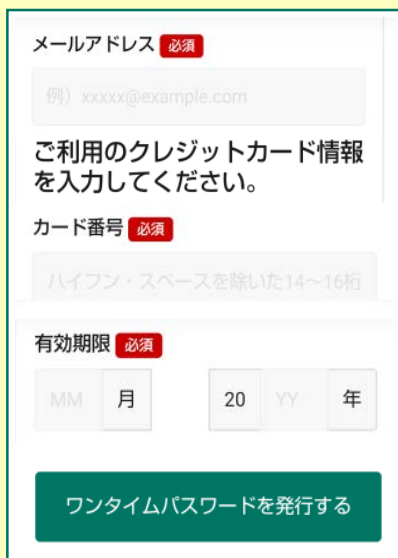 メールアドレス 必須
例）xxxxx@example.com
ご利用のクレジットカード情報
を入力してください。
カード番号 必須
ハイフン・スペースを除いた14〜16桁
有効期限 必須
MM 月 20 YY 年
ワンタイムパスワードを発行する